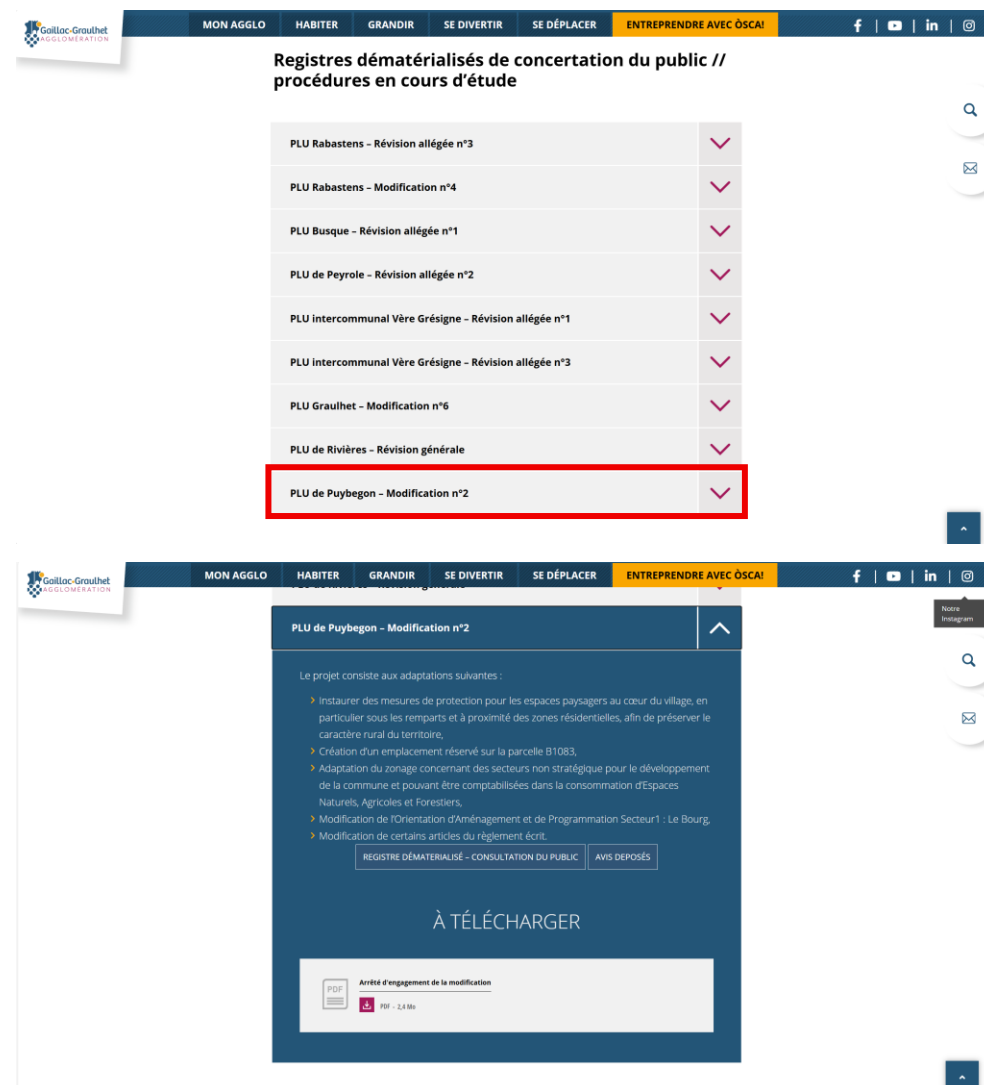 Gaillac-Graulhet
AGGLOMÉRATION
MON AGGLO HABITER GRANDIR SE DIVERTIR SE DÉPLACER ENTREPRENDRE AVEC ÒSCA!
Registres dématérialisés de concertation du public //
procédures en cours d’étude
PLU Rabastens – Révision allégée n°3
PLU Rabastens – Modification n°4
PLU Busque – Révision allégée n°1
PLU de Peyrole – Révision allégée n°2
PLU intercommunal Vère Grésigne – Révision allégée n°1
PLU intercommunal Vère Grésigne – Révision allégée n°3
PLU Graulhet – Modification n°6
PLU de Rivières – Révision générale
PLU de Puybegon – Modification n°2
Gaillac-Graulhet
AGGLOMÉRATION
MON AGGLO HABITER GRANDIR SE DIVERTIR SE DÉPLACER ENTREPRENDRE AVEC ÒSCA!
Notre
Instagram
PLU de Puybegon – Modification n°2
Le projet consiste aux adaptations suivantes :
Instaurer des mesures de protection pour les espaces paysagers au cœur du village, en
particulier sous les remparts et à proximité des zones résidentielles, afin de préserver le
caractère rural du territoire,
Création d’un emplacement réservé sur la parcelle B1083,
Adaptation du zonage concernant des secteurs non stratégique pour le développement
de la commune et pouvant être comptabilisées dans la consommation d’Espaces
Naturels, Agricoles et Forestiers,
Modification de l’Orientation d’Aménagement et de Programmation Secteur1 : Le Bourg,
Modification de certains articles du règlement écrit.
REGISTRE DÉMATERIALISÉ – CONSULTATION DU PUBLIC AVIS DEPOSÉS
À TÉLÉCHARGER
PDF
Arrêté d'engagement de la modification
PDF - 2,4 Mo